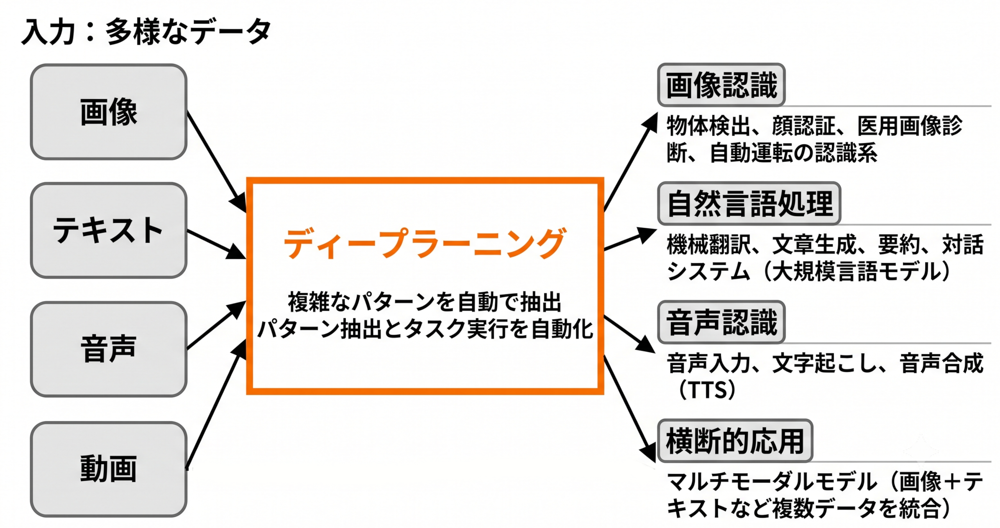 入力：多様なデータ
画像
テキスト
音声
動画
ディープラーニング
複雑なパターンを自動で抽出
パターン抽出とタスク実行を自動化
画像認識
物体検出、顔認証、医用画像診
断、自動運転の認識系
自然言語処理
機械翻訳、文章生成、要約、対話
システム（大規模言語モデル）
音声認識
音声入力、文字起こし、音声合成
（TTS）
横断的応用
マルチモーダルモデル（画像＋テ
キストなど複数データを統合）